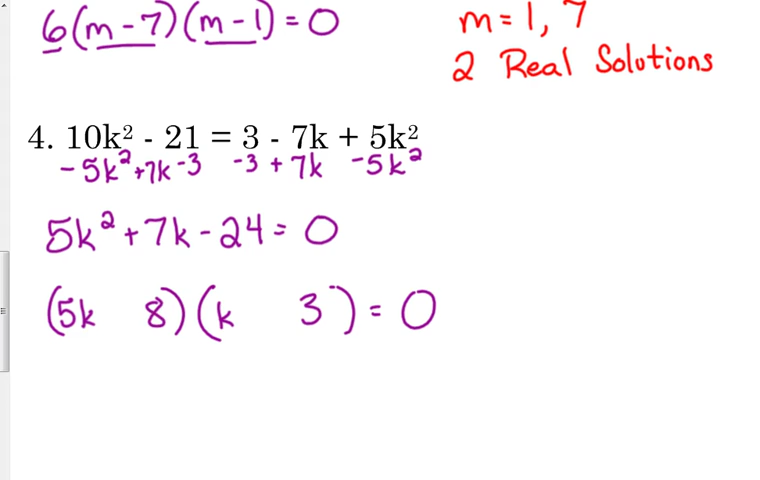 6(m-7)(m-1)=0
m=1, 7
2 Real Solutions
4. 10k² - 21 = 3 - 7k + 5k²
-5k²+7k-3 -3+7k -5k²
5k²+7k-24=0
(5k 8)(k 3)=0